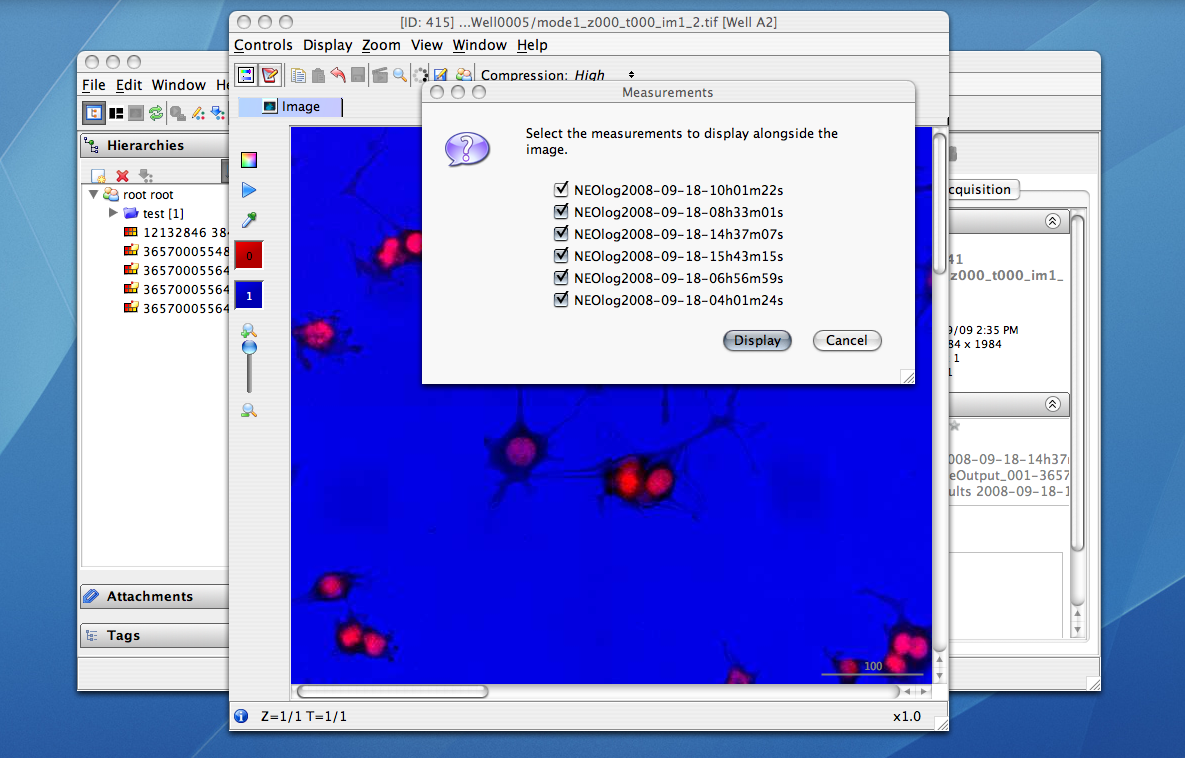 [ID: 415] ...Well0005/mode1_z000_t000_im1_2.tif [Well A2]
Controls Display Zoom View Window Help
Compression: High
Image
File Edit Window He
Hierarchies
root root
test [1]
12132846 384
36570005548
36570005564
36570005564
36570005564
Attachments
Tags
0
1
Measurements
Select the measurements to display alongside the
image.
NEOlog2008-09-18-10h01m22s
NEOlog2008-09-18-08h33m01s
NEOlog2008-09-18-14h37m07s
NEOlog2008-09-18-15h43m15s
NEOlog2008-09-18-06h56m59s
NEOlog2008-09-18-04h01m24s
Display Cancel
cquisition
41
z000_t000_im1_
9/09 2:35 PM
84 x 1984
1
1
008-09-18-14h37
eOutput_001-3657
ults 2008-09-18-1
100
Z=1/1 T=1/1
x1.0